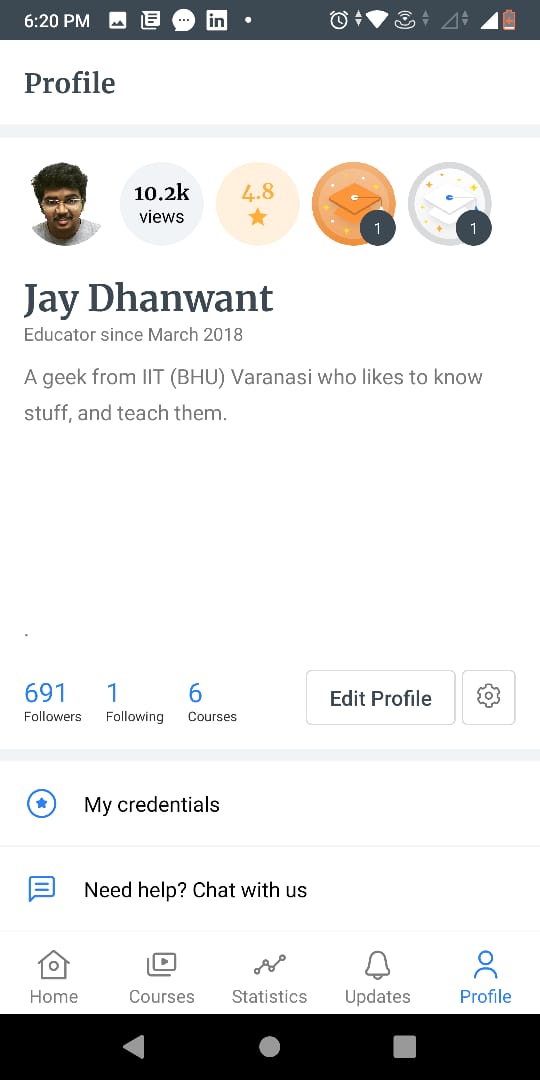 6:20 PM
Profile
10.2k
views
4.8
1
1
Jay Dhanwant
Educator since March 2018
A geek from IIT (BHU) Varanasi who likes to know
stuff, and teach them.
.
691
Followers
1
Following
6
Courses
Edit Profile
My credentials
Need help? Chat with us
Home
Courses
Statistics
Updates
Profile